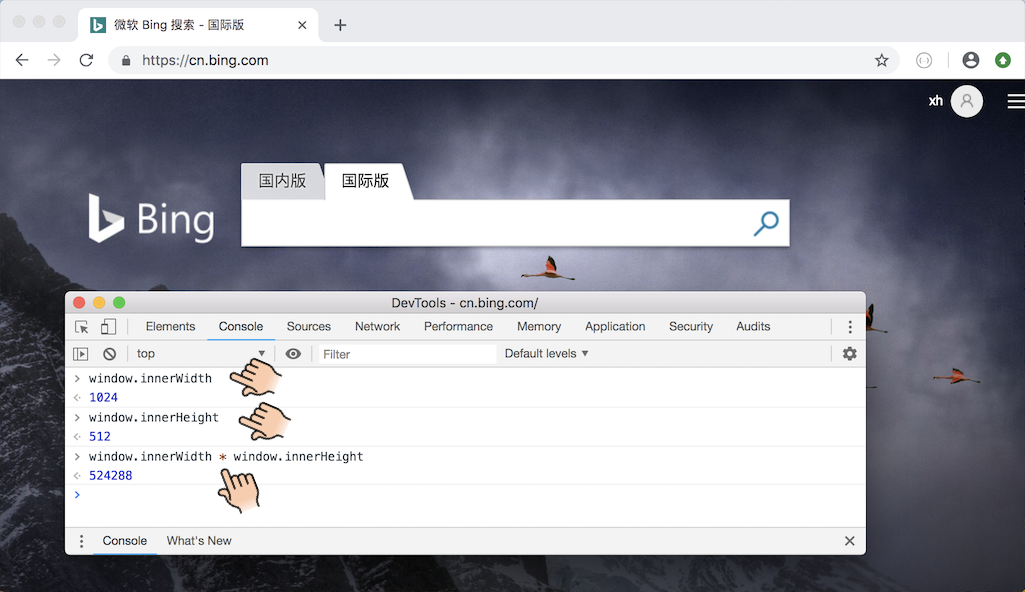 微软 Bing 搜索 - 国际版
https://cn.bing.com
xh
国内版 国际版
Bing
DevTools - cn.bing.com/
Elements Console Sources Network Performance Memory Application Security Audits
top Filter Default levels
window.innerWidth
1024
window.innerHeight
512
window.innerWidth * window.innerHeight
524288
Console What's New